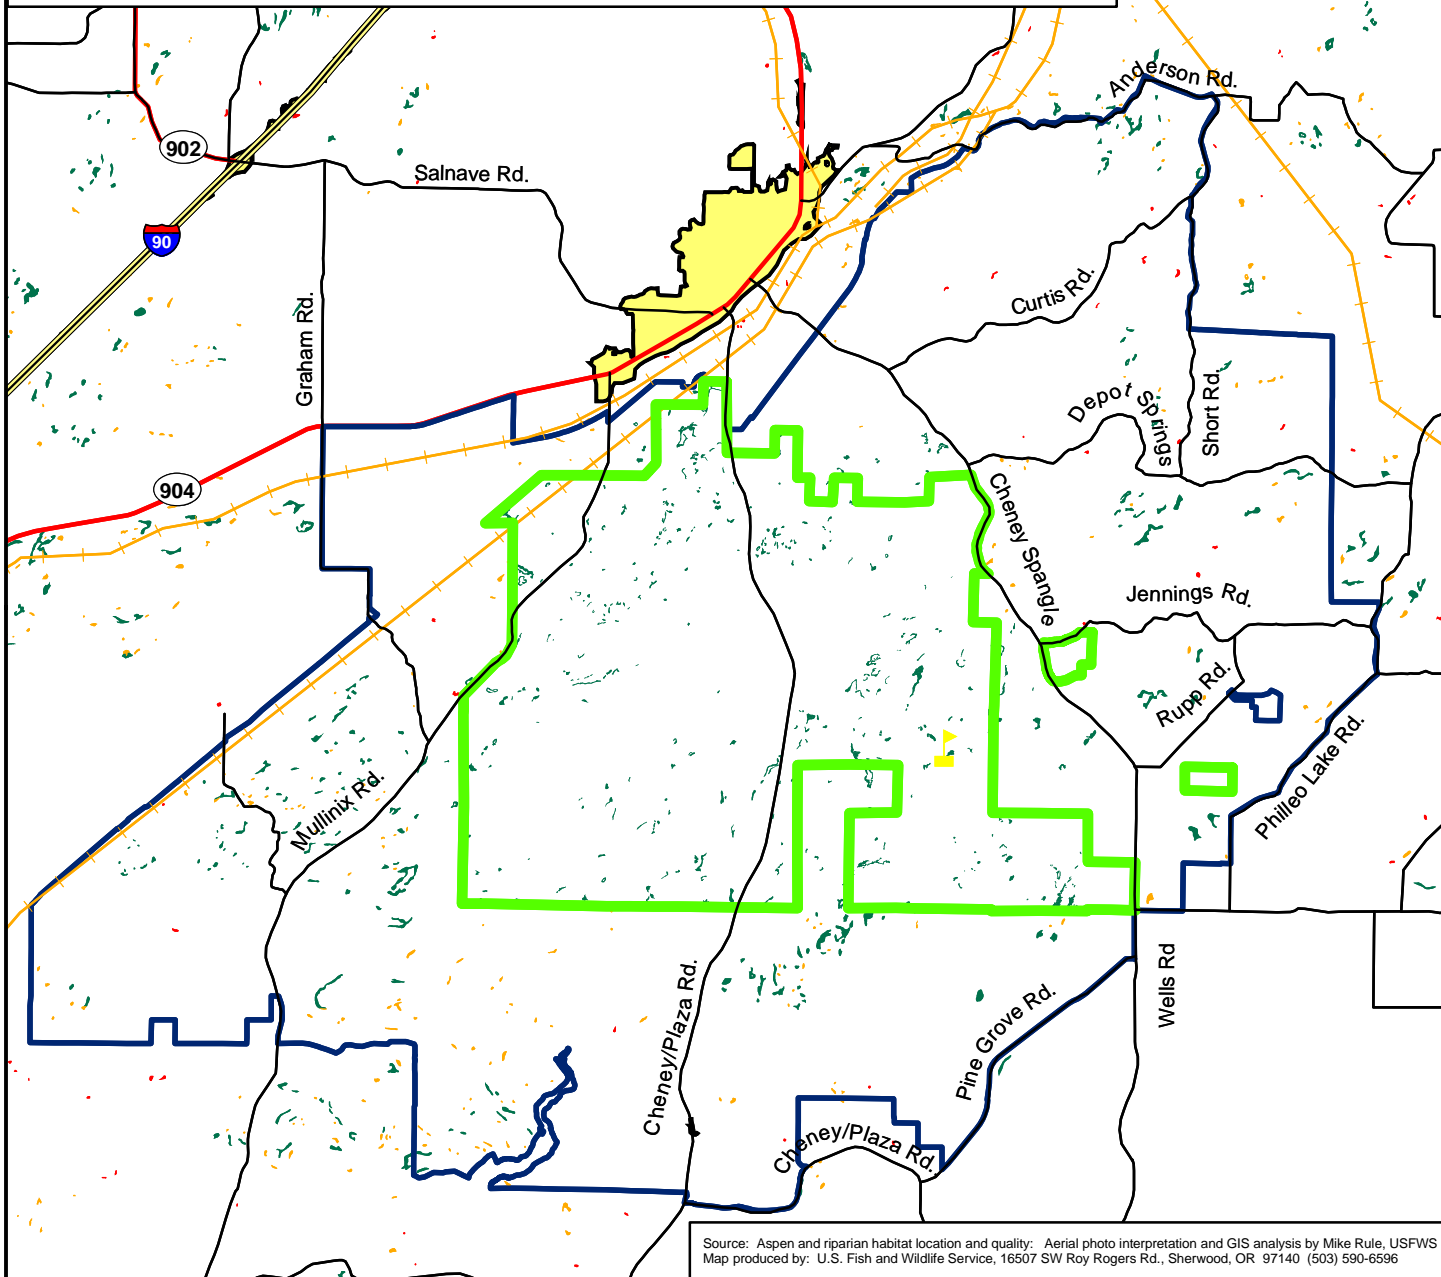 Anderson Rd.
902
Salnave Rd.
90
Graham Rd.
Curtis Rd.
Depot Springs
Short Rd.
904
Cheney Spangle
Jennings Rd.
Rupp Rd.
Philleo Lake Rd.
Mullinix Rd.
Cheney/Plaza Rd.
Pine Grove Rd.
Wells Rd
Cheney/Plaza Rd.
Source: Aspen and riparian habitat location and quality: Aerial photo interpretation and GIS analysis by Mike Rule, USFWS
Map produced by: U.S. Fish and Wildlife Service, 16507 SW Roy Rogers Rd., Sherwood, OR 97140 (503) 590-6596